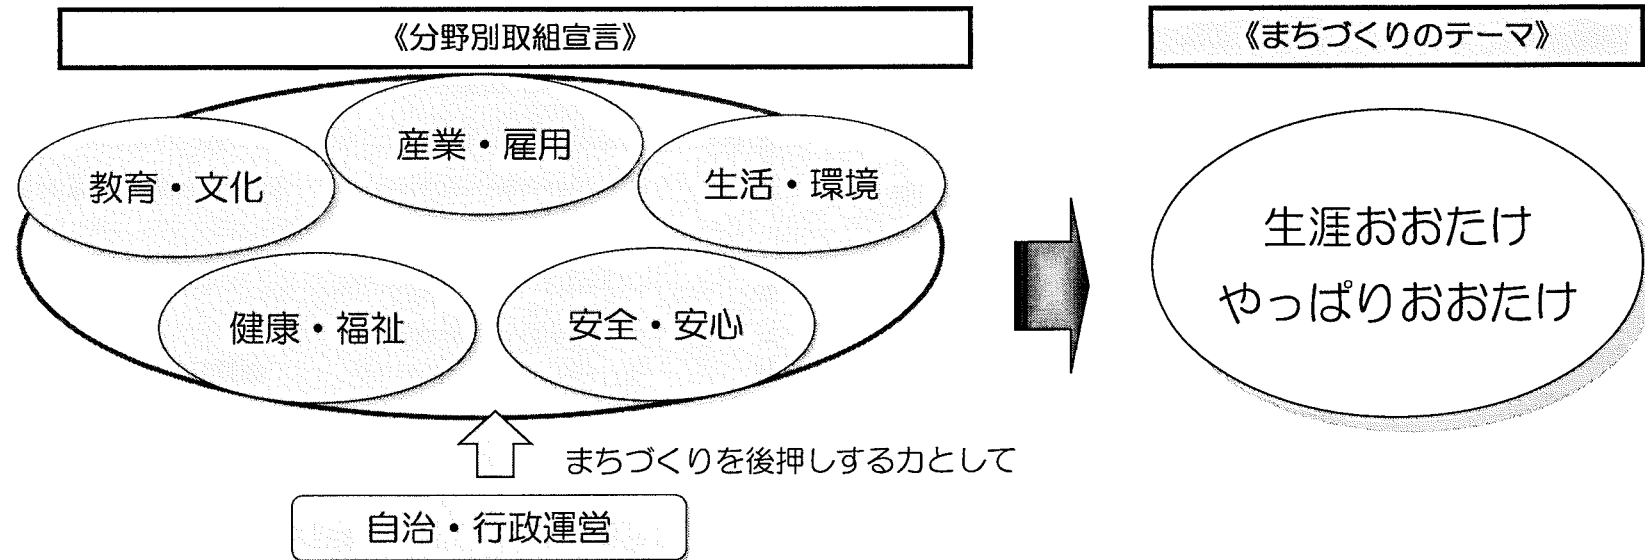 《分野別取組宣言》
《まちづくりのテーマ》
産業・雇用
教育・文化
生活・環境
健康・福祉
安全・安心
生涯おおたけ
やっぱりおおたけ
まちづくりを後押しする力として
自治・行政運営